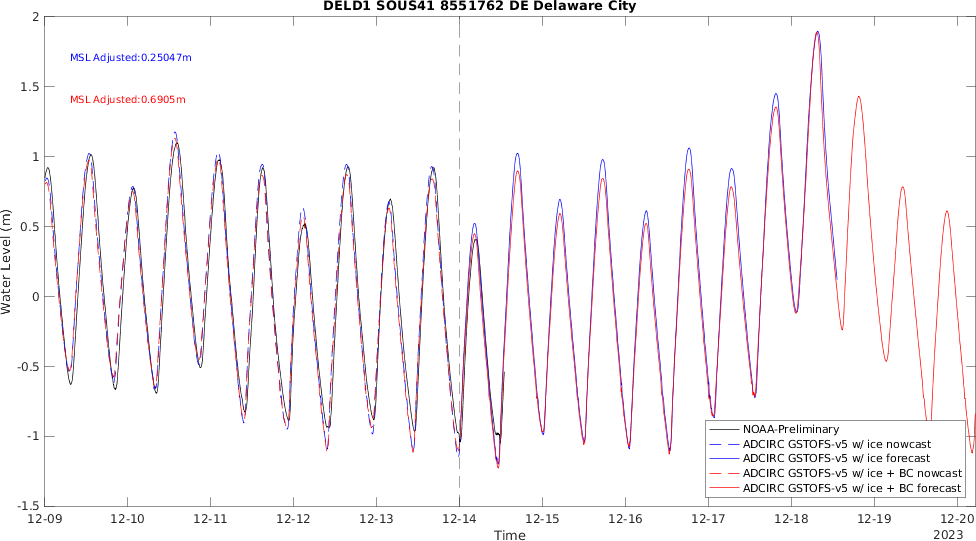 DELD1 SOUS41 8551762 DE Delaware City
MSL Adjusted:0.25047m
MSL Adjusted:0.6905m
Water Level (m)
2
1.5
1
0.5
0
-0.5
-1
-1.5
NOAA-Preliminary
ADCIRC GSTOFS-v5 w/ ice nowcast
ADCIRC GSTOFS-v5 w/ ice forecast
ADCIRC GSTOFS-v5 w/ ice + BC nowcast
ADCIRC GSTOFS-v5 w/ ice + BC forecast
12-09 12-10 12-11 12-12 12-13 12-14 12-15 12-16 12-17 12-18 12-19 12-20
Time
2023